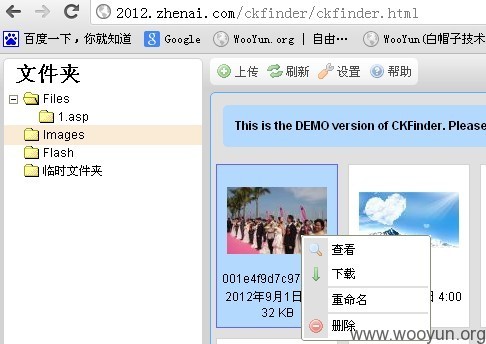 2012.zhenai.com/ckfinder/ckfinder.html
百度一下，你就知道 Google WooYun.org | 自由… WooYun(白帽子技术
文件夹
上传 刷新 设置 帮助
Files
1.asp
Images
Flash
临时文件夹
This is the DEMO version of CKFinder. Please
001e4f9d7c97
2012年9月1日
32 KB
4:00
查看
下载
重命名
删除
www.wooyun.org